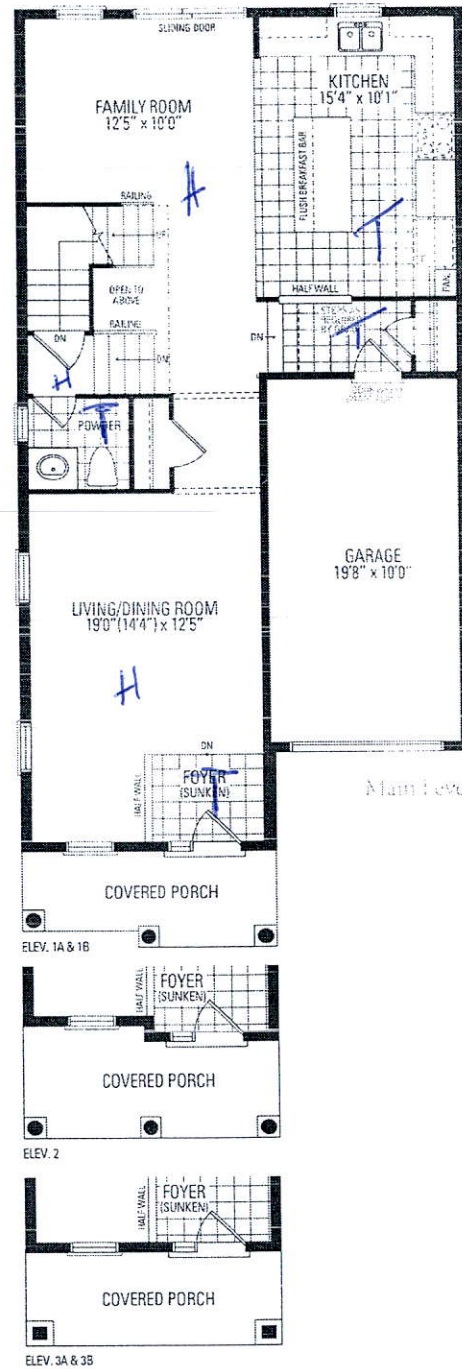 SLIDING DOOR
KITCHEN
15'4" x 10'1"
FAMILY ROOM
12'5" x 10'0"
FLUSH BREAKFAST BAR
H
T
RAILING
UP
OPEN TO
ABOVE
RAILING
HALF WALL
PAN.
DN
DN
DN
T
H
POWDER
T
GARAGE
19'8" x 10'0"
LIVING/DINING ROOM
19'0"(14'4") x 12'5"
H
DN
HALF WALL
FOYER
(SUNKEN)
T
Main Leve
COVERED PORCH
ELEV. 1A & 1B
HALF WALL
FOYER
(SUNKEN)
COVERED PORCH
ELEV. 2
HALF WALL
FOYER
(SUNKEN)
COVERED PORCH
ELEV. 3A & 3B